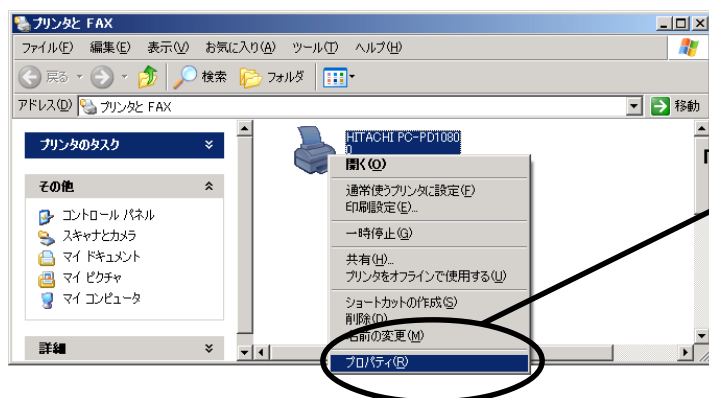 プリンタと FAX
ファイル(F) 編集(E) 表示(V) お気に入り(A) ツール(T) ヘルプ(H)
戻る 検索 フォルダ
アドレス(D) プリンタと FAX 移動
プリンタのタスク
その他
コントロール パネル
スキャナとカメラ
マイ ドキュメント
マイ ピクチャ
マイ コンピュータ
詳細
HITACHI PC-PD1080
0
開く(O)
通常使うプリンタに設定(F)
印刷設定(E)...
一時停止(G)
共有(H)...
プリンタをオフラインで使用する(U)
ショートカットの作成(S)
削除(D)
名前の変更(M)
プロパティ(R)